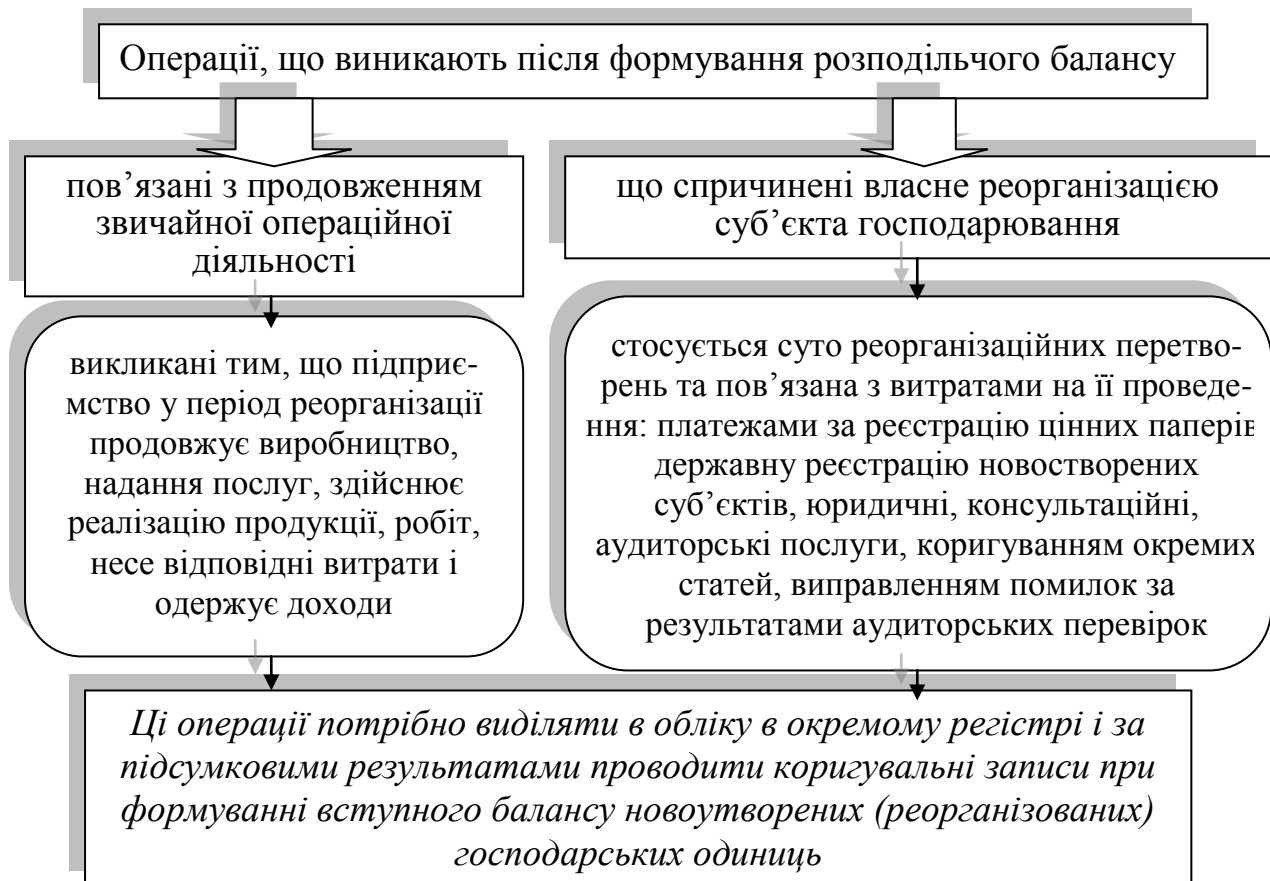 Операції, що виникають після формування розподільчого балансу
пов’язані з продовженням
звичайної операційної
діяльності
що спричинені власне реорганізацією
суб’єкта господарювання
викликані тим, що підприє-
мство у період реорганізації
продовжує виробництво,
надання послуг, здійснює
реалізацію продукції, робіт,
несе відповідні витрати і
одержує доходи
стосується суто реорганізаційних перетво-
рень та пов’язана з витратами на її проведе-
ння: платежами за реєстрацію цінних паперів
державну реєстрацію новостворених
суб’єктів, юридичні, консультаційні,
аудиторські послуги, коригуванням окремих
статей, виправленням помилок за
результатами аудиторських перевірок
Ці операції потрібно виділяти в обліку в окремому регістрі і за
підсумковими результатами проводити коригувальні записи при
формуванні вступного балансу новоутворених (реорганізованих)
господарських одиниць